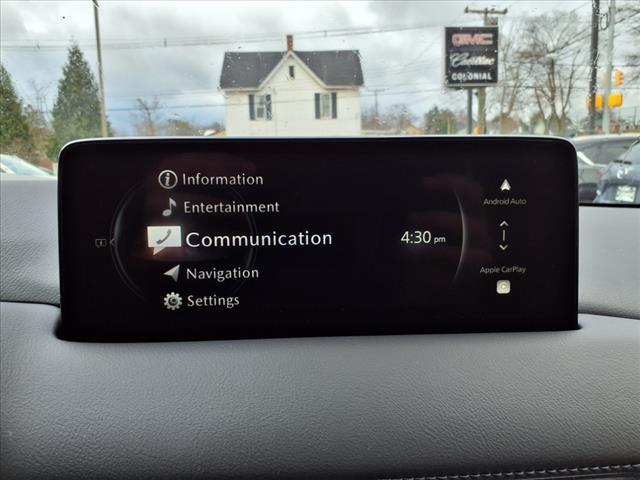 GMC
Cadillac
COLONIAL
Information
Entertainment
Communication
4:30 pm
Navigation
Settings
Android Auto
Apple CarPlay